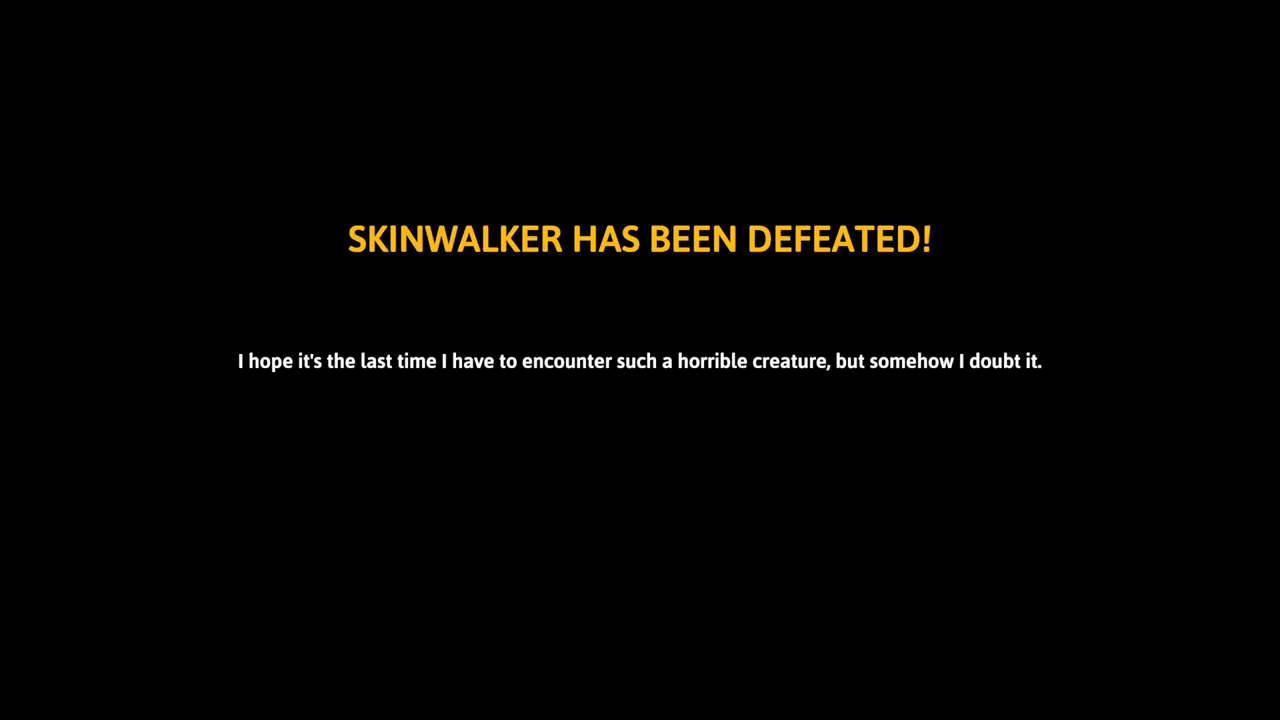 SKINWALKER HAS BEEN DEFEATED!
I hope it's the last time I have to encounter such a horrible creature, but somehow I doubt it.